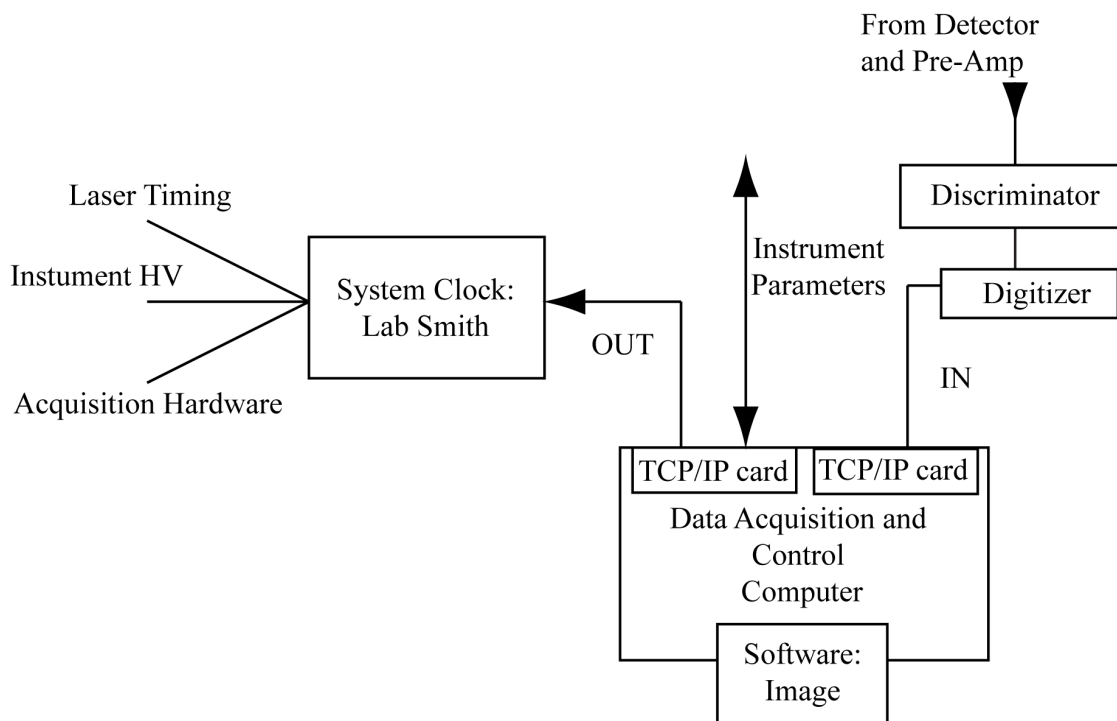 From Detector
and Pre-Amp
Discriminator
Digitizer
IN
Laser Timing
Instument HV
Acquisition Hardware
System Clock:
Lab Smith
OUT
Instrument
Parameters
TCP/IP card
TCP/IP card
Data Acquisition and
Control
Computer
Software:
Image